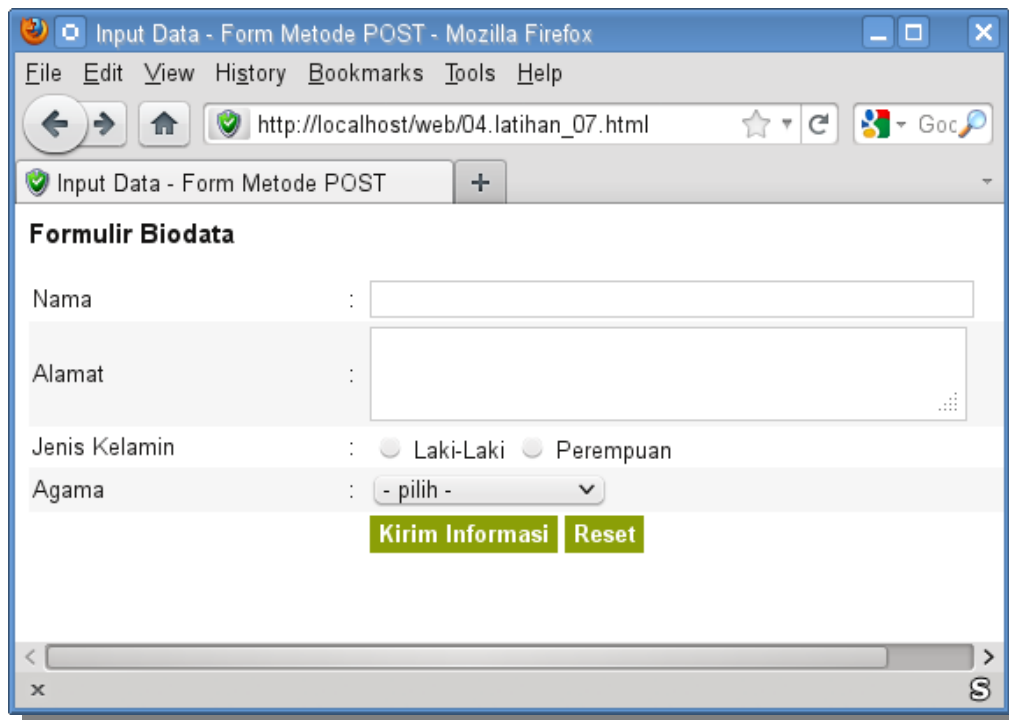 Input Data - Form Metode POST - Mozilla Firefox
File Edit View History Bookmarks Tools Help
http://localhost/web/04.latihan_07.html Goo
Input Data - Form Metode POST +
Formulir Biodata
Nama :
Alamat :
Jenis Kelamin : Laki-Laki Perempuan
Agama : - pilih -
Kirim Informasi Reset
x S